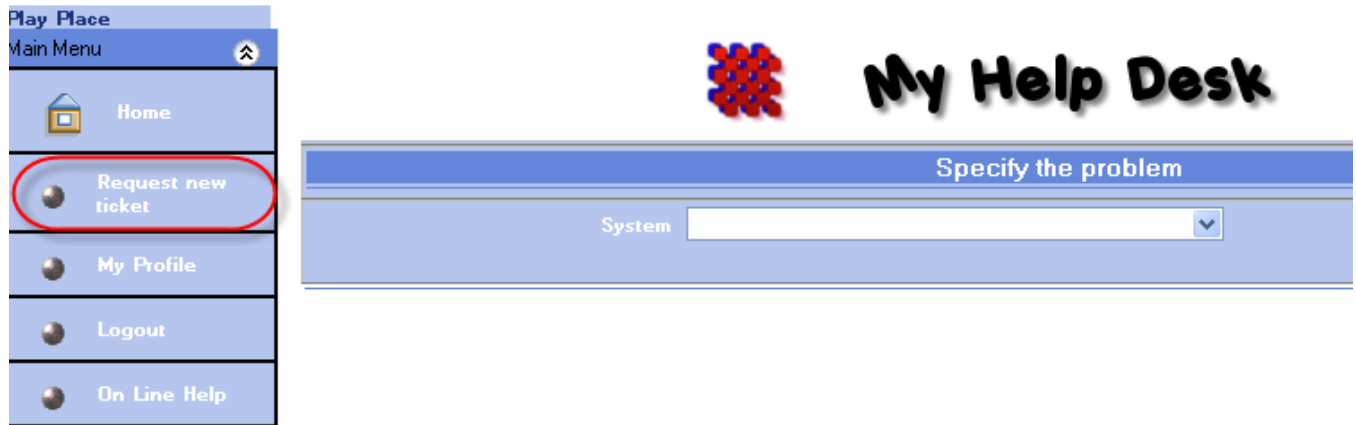 Play Place
Main Menu
Home
Request new
ticket
My Profile
Logout
On Line Help
My Help Desk
Specify the problem
System